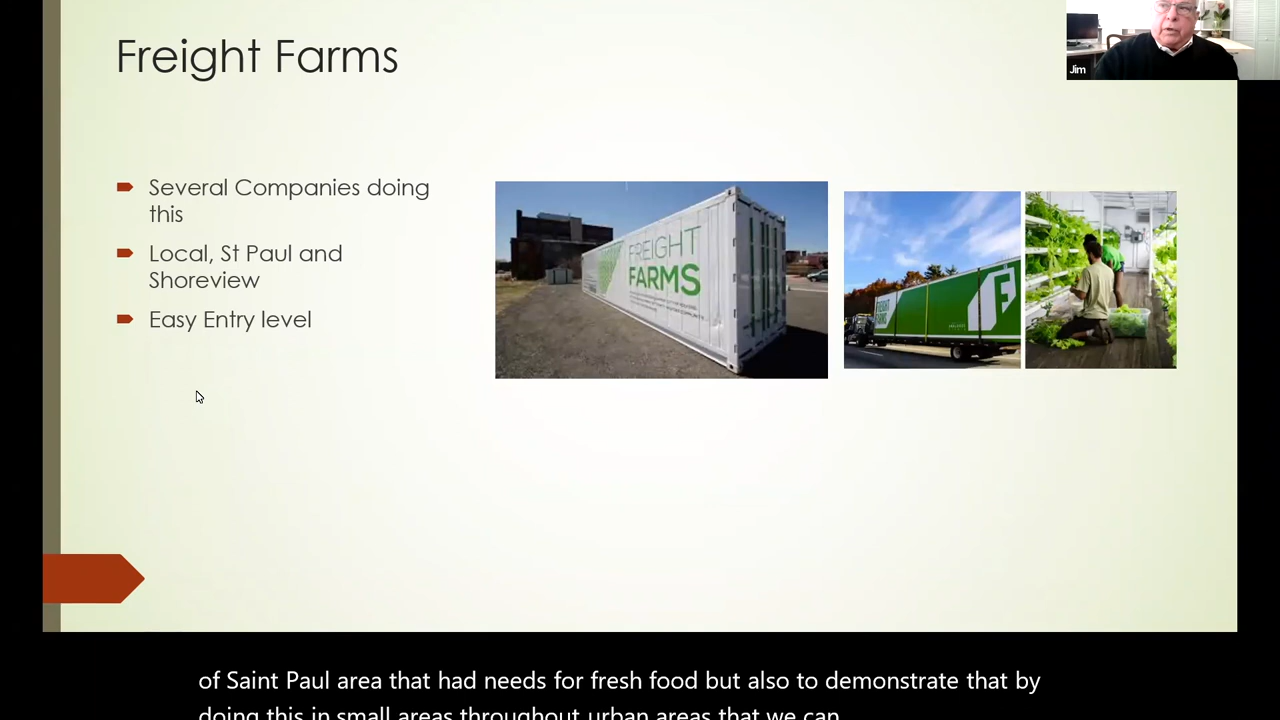 Freight Farms
Jim
Several Companies doing
this
Local, St Paul and
Shoreview
Easy Entry level
FREIGHT
FARMS
FREIGHT
FARMS
F
of Saint Paul area that had needs for fresh food but also to demonstrate that by
doing this in small areas throughout urban areas that we can